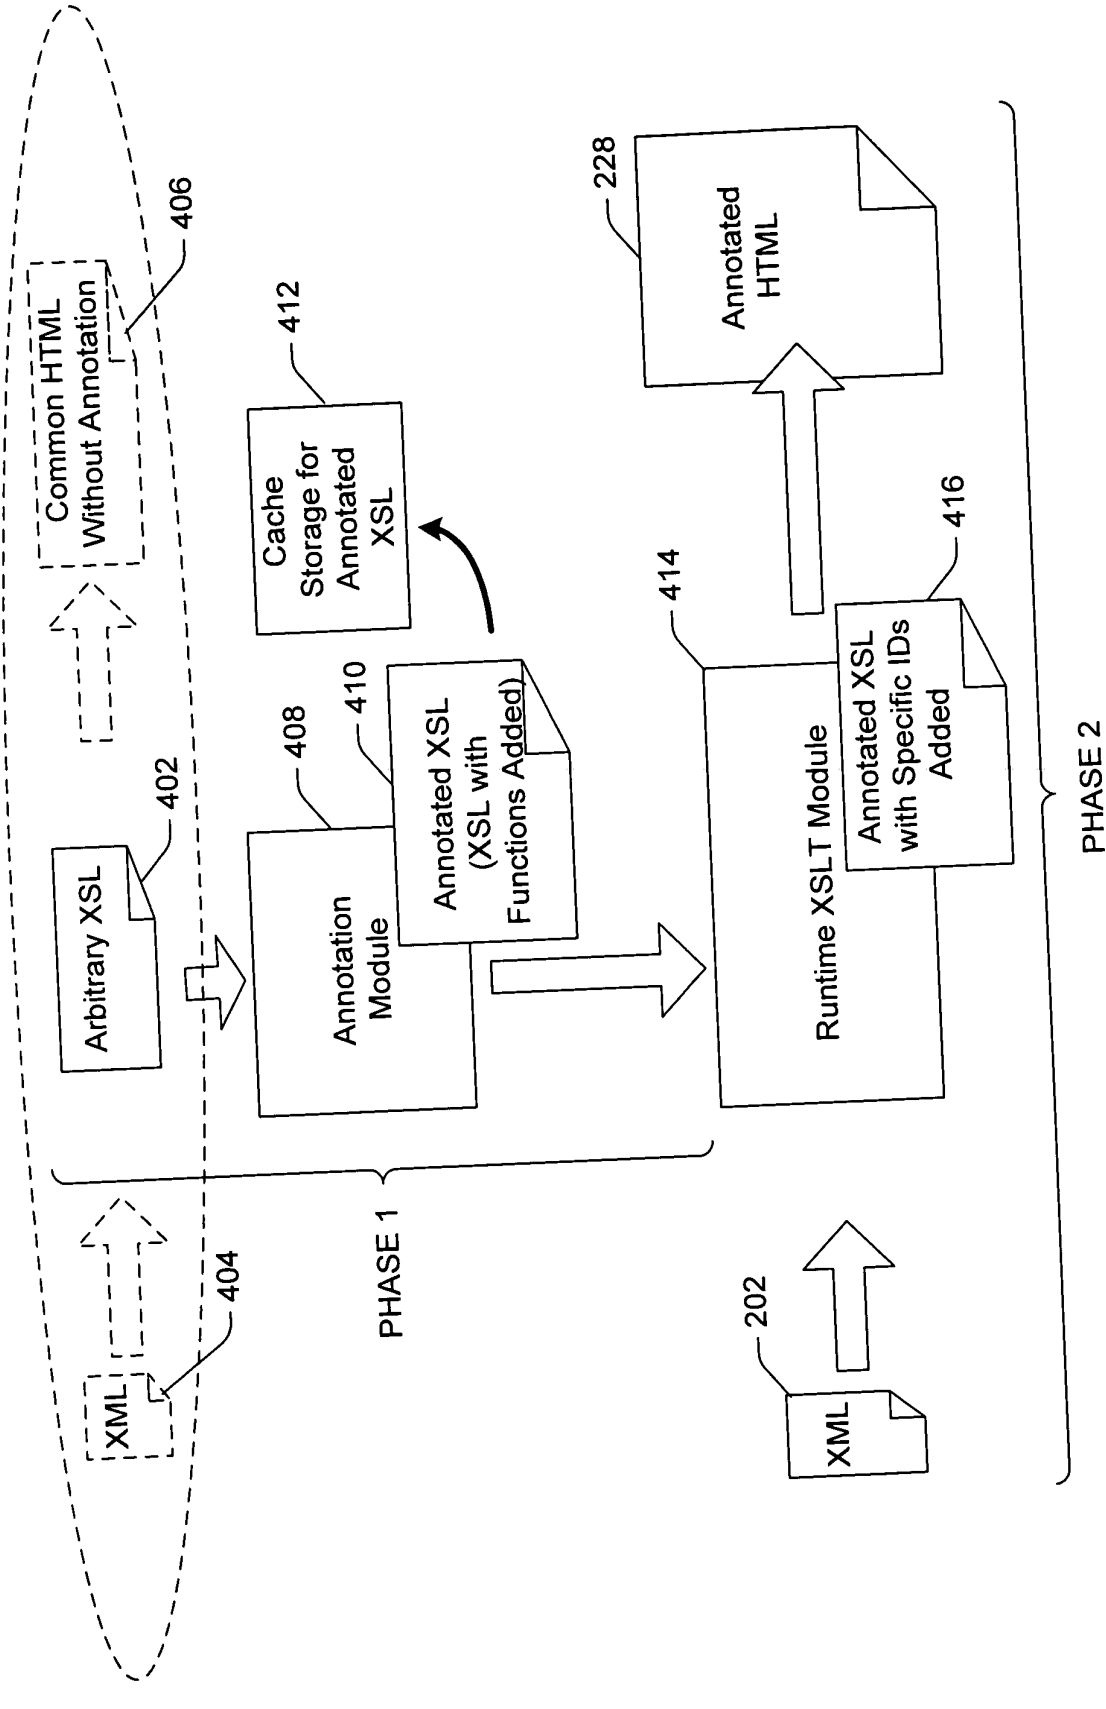 XML
404
Arbitrary XSL
402
Common HTML
Without Annotation
406
PHASE 1
Annotation
Module
408
Annotated XSL
(XSL with
Functions Added)
410
Cache
Storage for
Annotated
XSL
412
XML
202
Runtime XSLT Module
414
Annotated XSL
with Specific IDs
Added
416
Annotated
HTML
228
PHASE 2